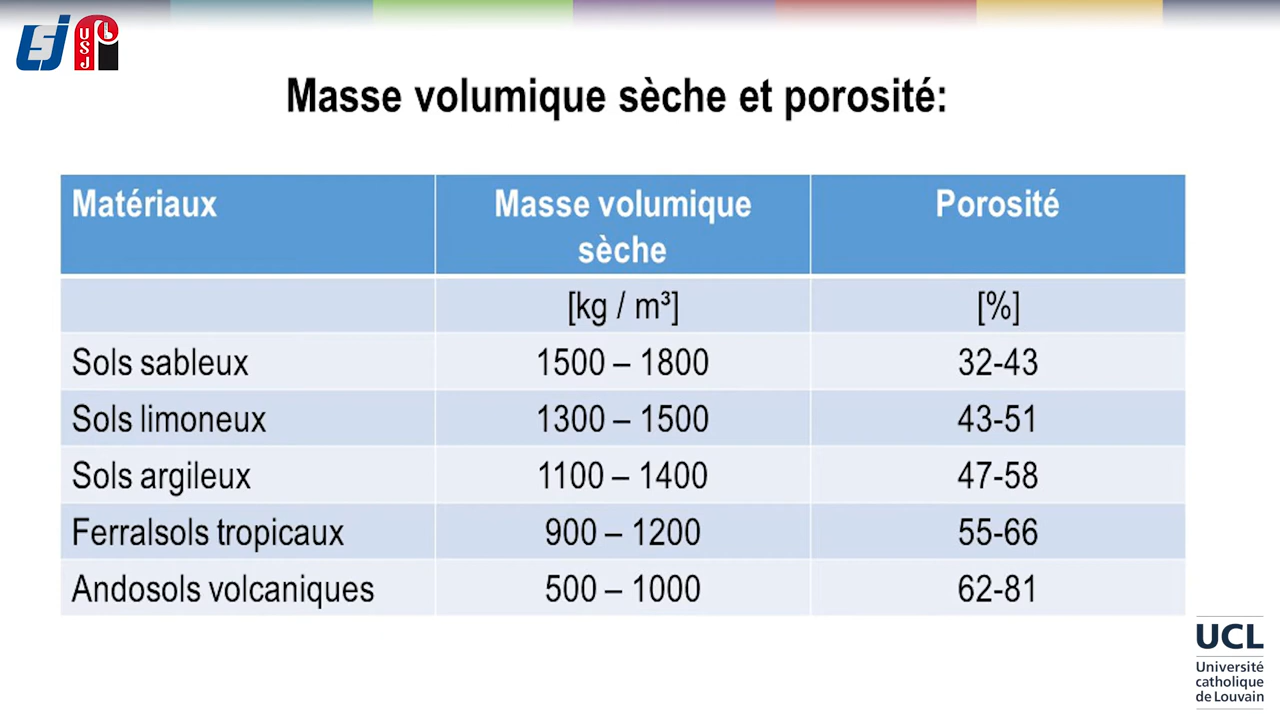 USJ
Masse volumique sèche et porosité:
Matériaux
Masse volumique
sèche
Porosité
[kg / m³]
[%]
Sols sableux
1500 – 1800
32-43
Sols limoneux
1300 – 1500
43-51
Sols argileux
1100 – 1400
47-58
Ferralsols tropicaux
900 – 1200
55-66
Andosols volcaniques
500 – 1000
62-81
UCL
Université
catholique
de Louvain